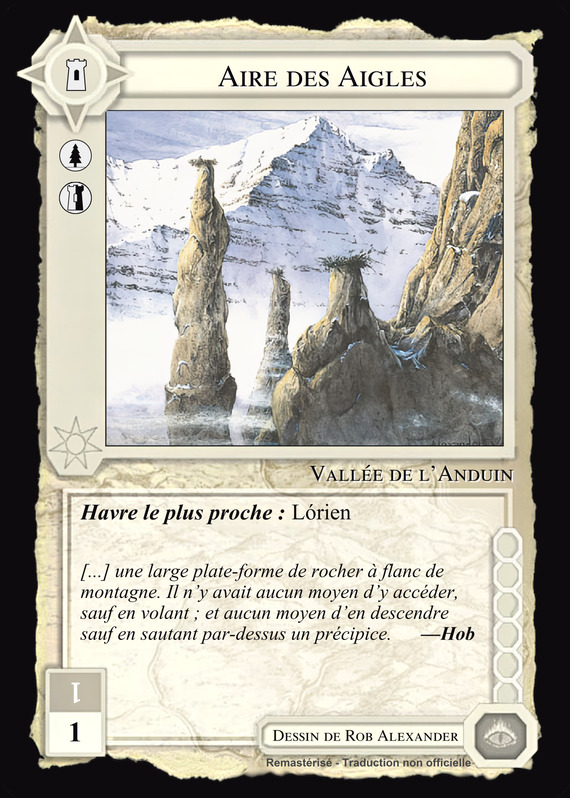 Aire des Aigles
Vallée de l'Anduin
Havre le plus proche : Lórien
[...] une large plate-forme de rocher à flanc de
montagne. Il n'y avait aucun moyen d'y accéder,
sauf en volant ; et aucun moyen d'en descendre
sauf en sautant par-dessus un précipice. —Hob
1
1
Dessin de Rob Alexander
Remastérisé - Traduction non officielle